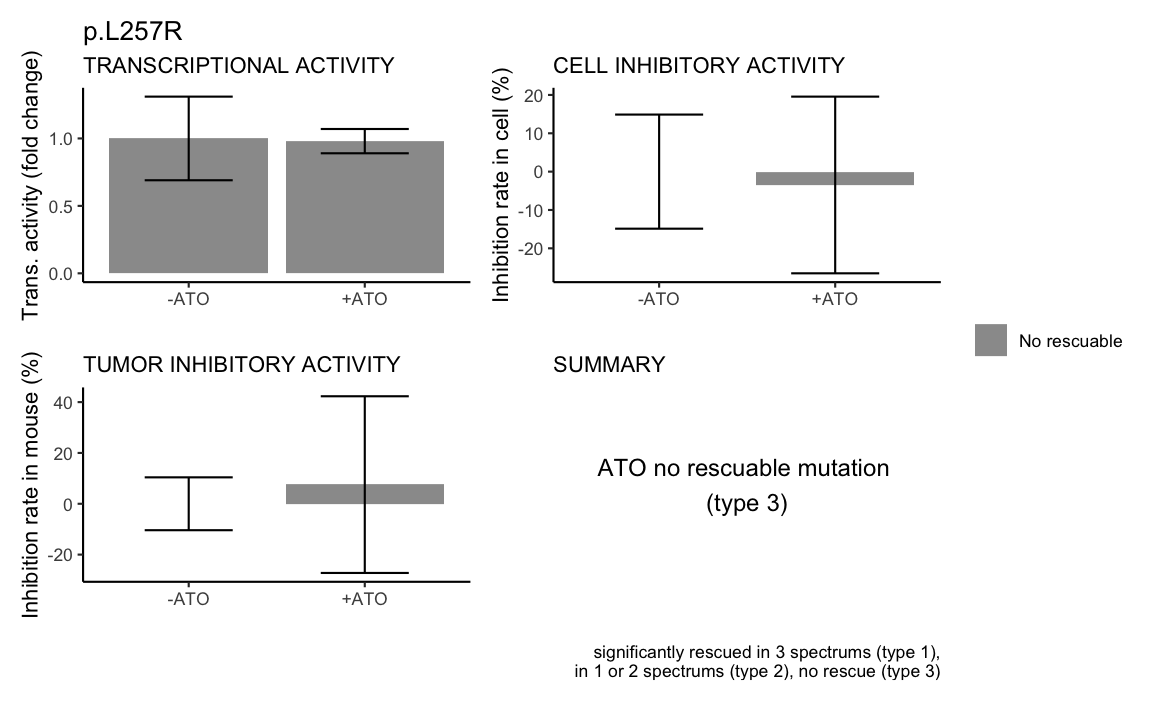 p.L257R
TRANSCRIPTIONAL ACTIVITY
Trans. activity (fold change)
1.0
0.5
0.0
-ATO
+ATO
CELL INHIBITORY ACTIVITY
Inhibition rate in cell (%)
20
10
0
-10
-20
-ATO
+ATO
No rescuable
TUMOR INHIBITORY ACTIVITY
Inhibition rate in mouse (%)
40
20
0
-20
-ATO
+ATO
SUMMARY
ATO no rescuable mutation
(type 3)
significantly rescued in 3 spectrums (type 1),
in 1 or 2 spectrums (type 2), no rescue (type 3)